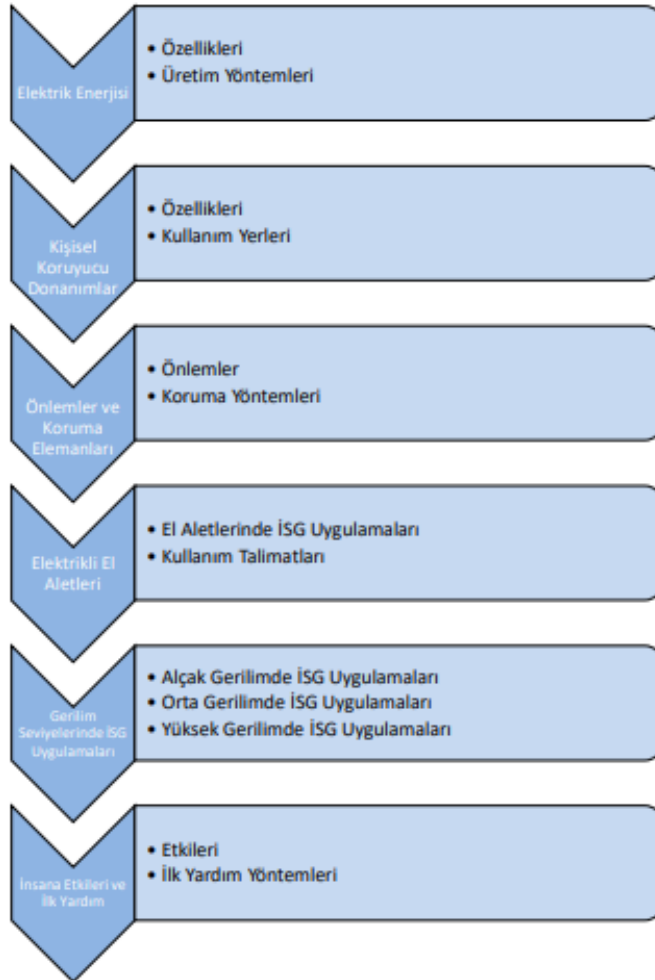 Elektrik Enerjisi
• Özellikleri
• Üretim Yöntemleri
Kişisel
Koruyucu
Donanımlar
• Özellikleri
• Kullanım Yerleri
Önlemler ve
Koruma
Elemanları
• Önlemler
• Koruma Yöntemleri
Elektrikli El
Aletleri
• El Aletlerinde İSG Uygulamaları
• Kullanım Talimatları
Gerilim
Seviyelerinde İSG
Uygulamaları
• Alçak Gerilimde İSG Uygulamaları
• Orta Gerilimde İSG Uygulamaları
• Yüksek Gerilimde İSG Uygulamaları
İnsana Etkileri ve
İlk Yardım
• Etkileri
• İlk Yardım Yöntemleri